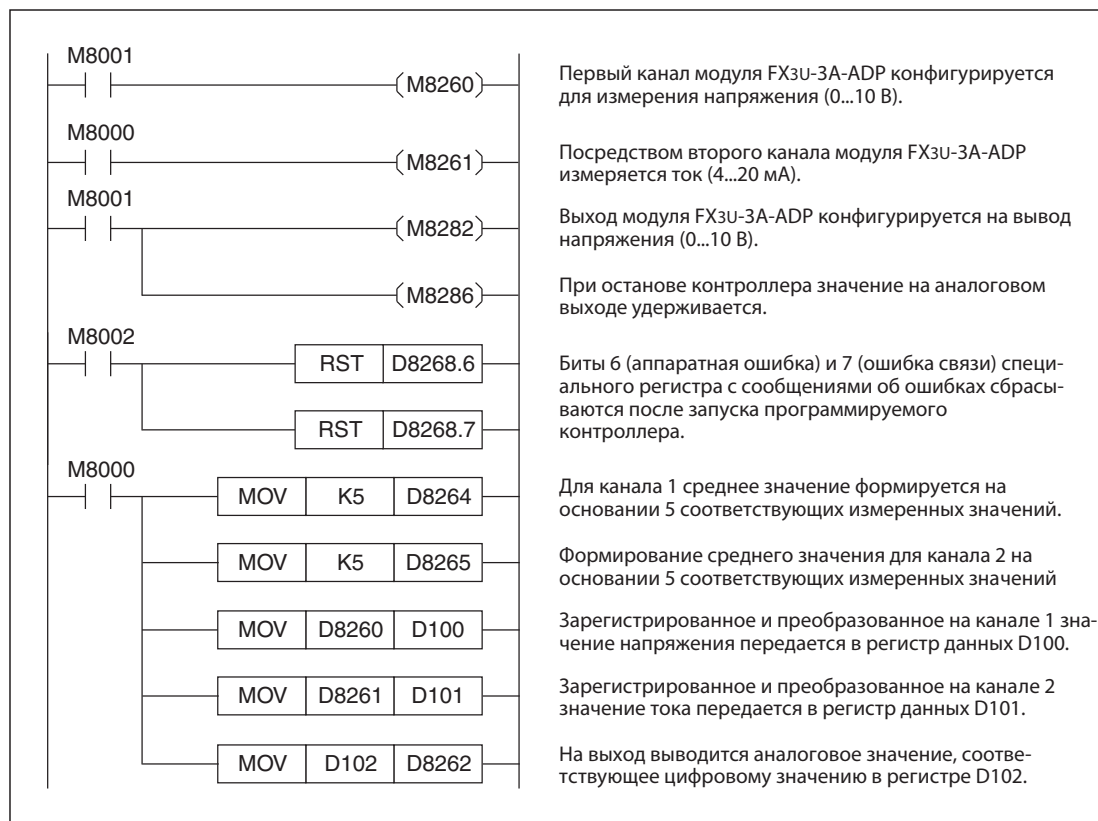 M8001
M8260
Первый канал модуля FX3U-3A-ADP конфигурируется
для измерения напряжения (0...10 В).
M8000
M8261
Посредством второго канала модуля FX3U-3A-ADP
измеряется ток (4...20 мА).
M8001
M8282
Выход модуля FX3U-3A-ADP конфигурируется на вывод
напряжения (0...10 В).
M8286
При останове контроллера значение на аналоговом
выходе удерживается.
M8002
RST D8268.6
Биты 6 (аппаратная ошибка) и 7 (ошибка связи) специ-
ального регистра с сообщениями об ошибках сбрасы-
ваются после запуска программируемого
контроллера.
RST D8268.7
M8000
MOV K5 D8264
Для канала 1 среднее значение формируется на
основании 5 соответствующих измеренных значений.
MOV K5 D8265
Формирование среднего значения для канала 2 на
основании 5 соответствующих измеренных значений
MOV D8260 D100
Зарегистрированное и преобразованное на канале 1 зна-
чение напряжения передается в регистр данных D100.
MOV D8261 D101
Зарегистрированное и преобразованное на канале 2
значение тока передается в регистр данных D101.
MOV D102 D8262
На выход выводится аналоговое значение, соответ-
тствующее цифровому значению в регистре D102.